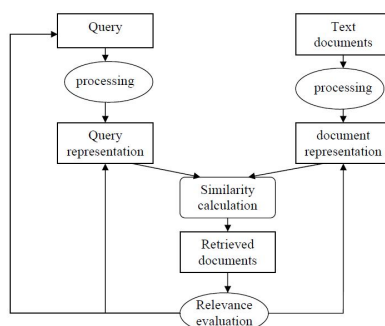 Query
Text
documents
processing
processing
Query
representation
document
representation
Similarity
calculation
Retrieved
documents
Relevance
evaluation